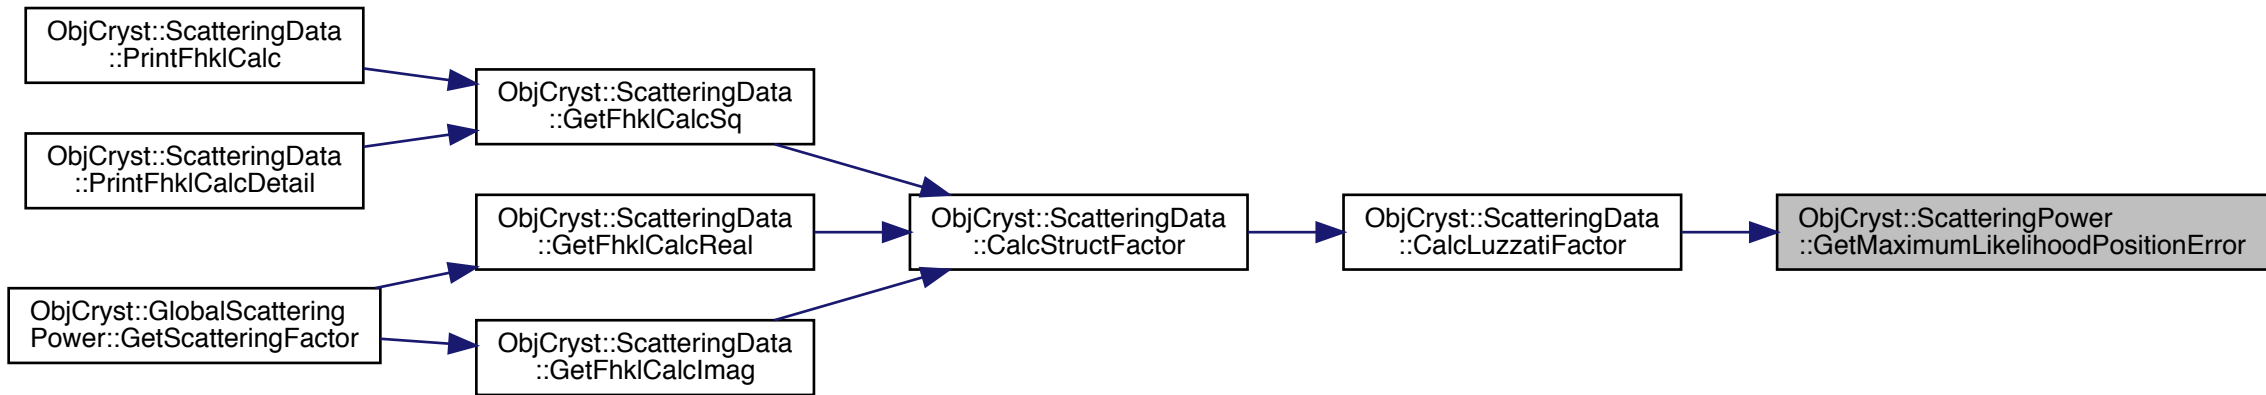 ObjCryst::ScatteringData
::PrintFhklCalc
ObjCryst::ScatteringData
::PrintFhklCalcDetail
ObjCryst::GlobalScattering
Power::GetScatteringFactor
ObjCryst::ScatteringData
::GetFhklCalcSq
ObjCryst::ScatteringData
::GetFhklCalcReal
ObjCryst::ScatteringData
::GetFhklCalcImag
ObjCryst::ScatteringData
::CalcStructFactor
ObjCryst::ScatteringData
::CalcLuzzatiFactor
ObjCryst::ScatteringPower
::GetMaximumLikelihoodPositionError